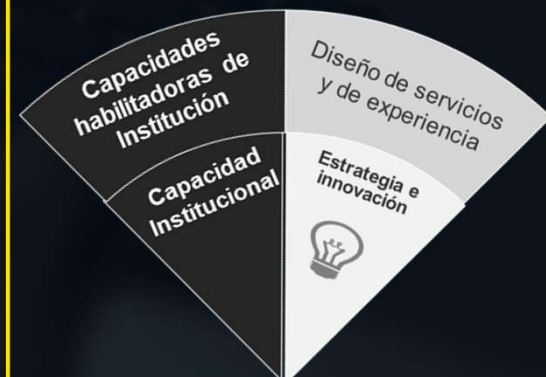 Capacidades
habilitadoras de
Institución
Diseño de servicios
y de experiencia
Capacidad
Institucional
Estrategia e
innovación